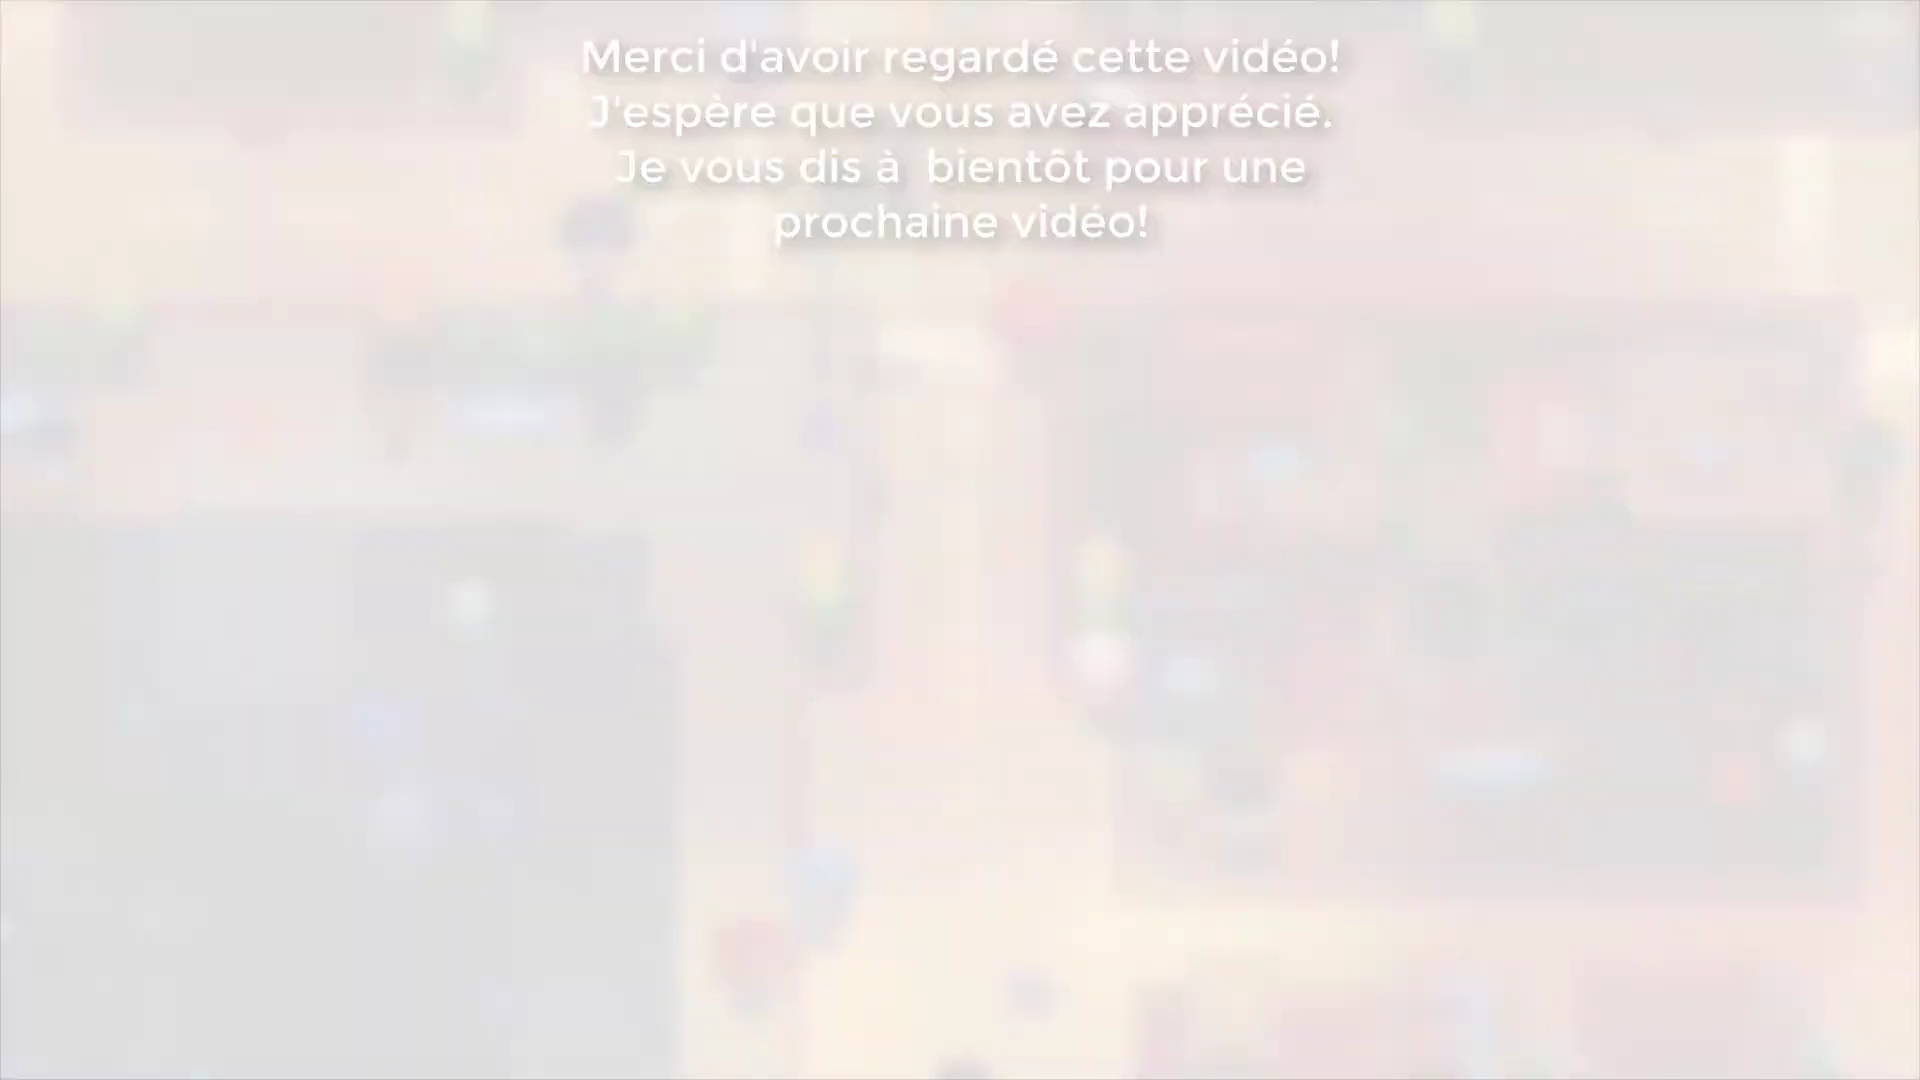 Merci d'avoir regardé cette vidéo!
J'espère que vous avez apprécié.
Je vous dis à  bientôt pour une
prochaine vidéo!